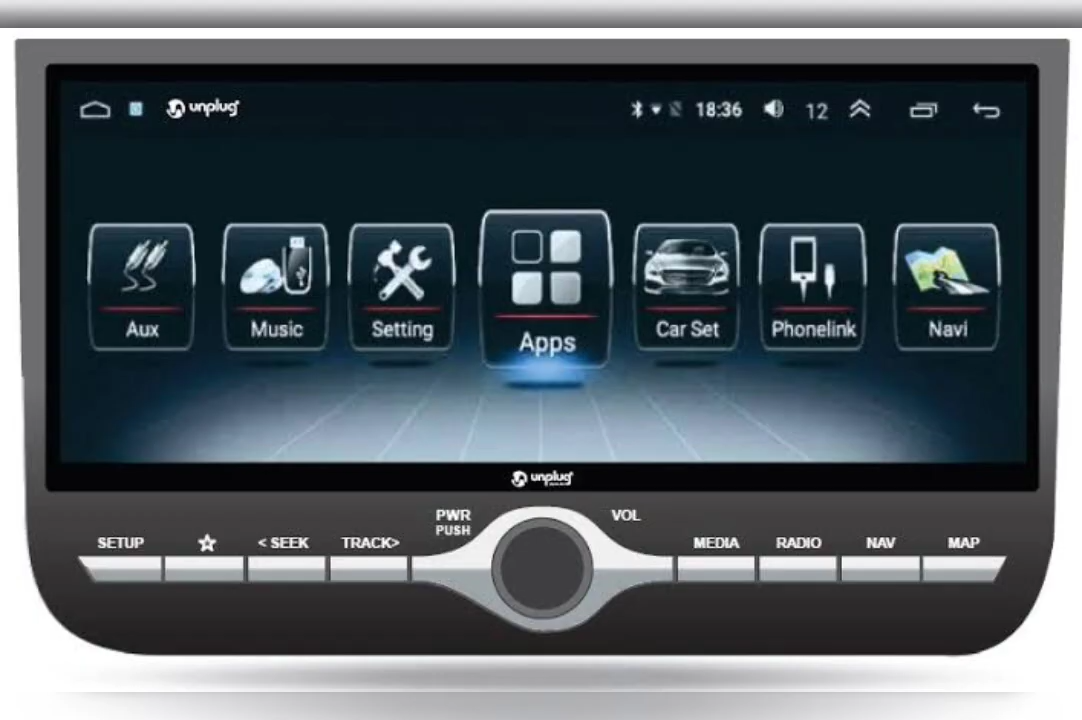 unplug
18:36 12
Aux Music Setting Apps Car Set Phonelink Navi
unplug
PWR VOL
PUSH
SETUP < SEEK TRACK> MEDIA RADIO NAV MAP